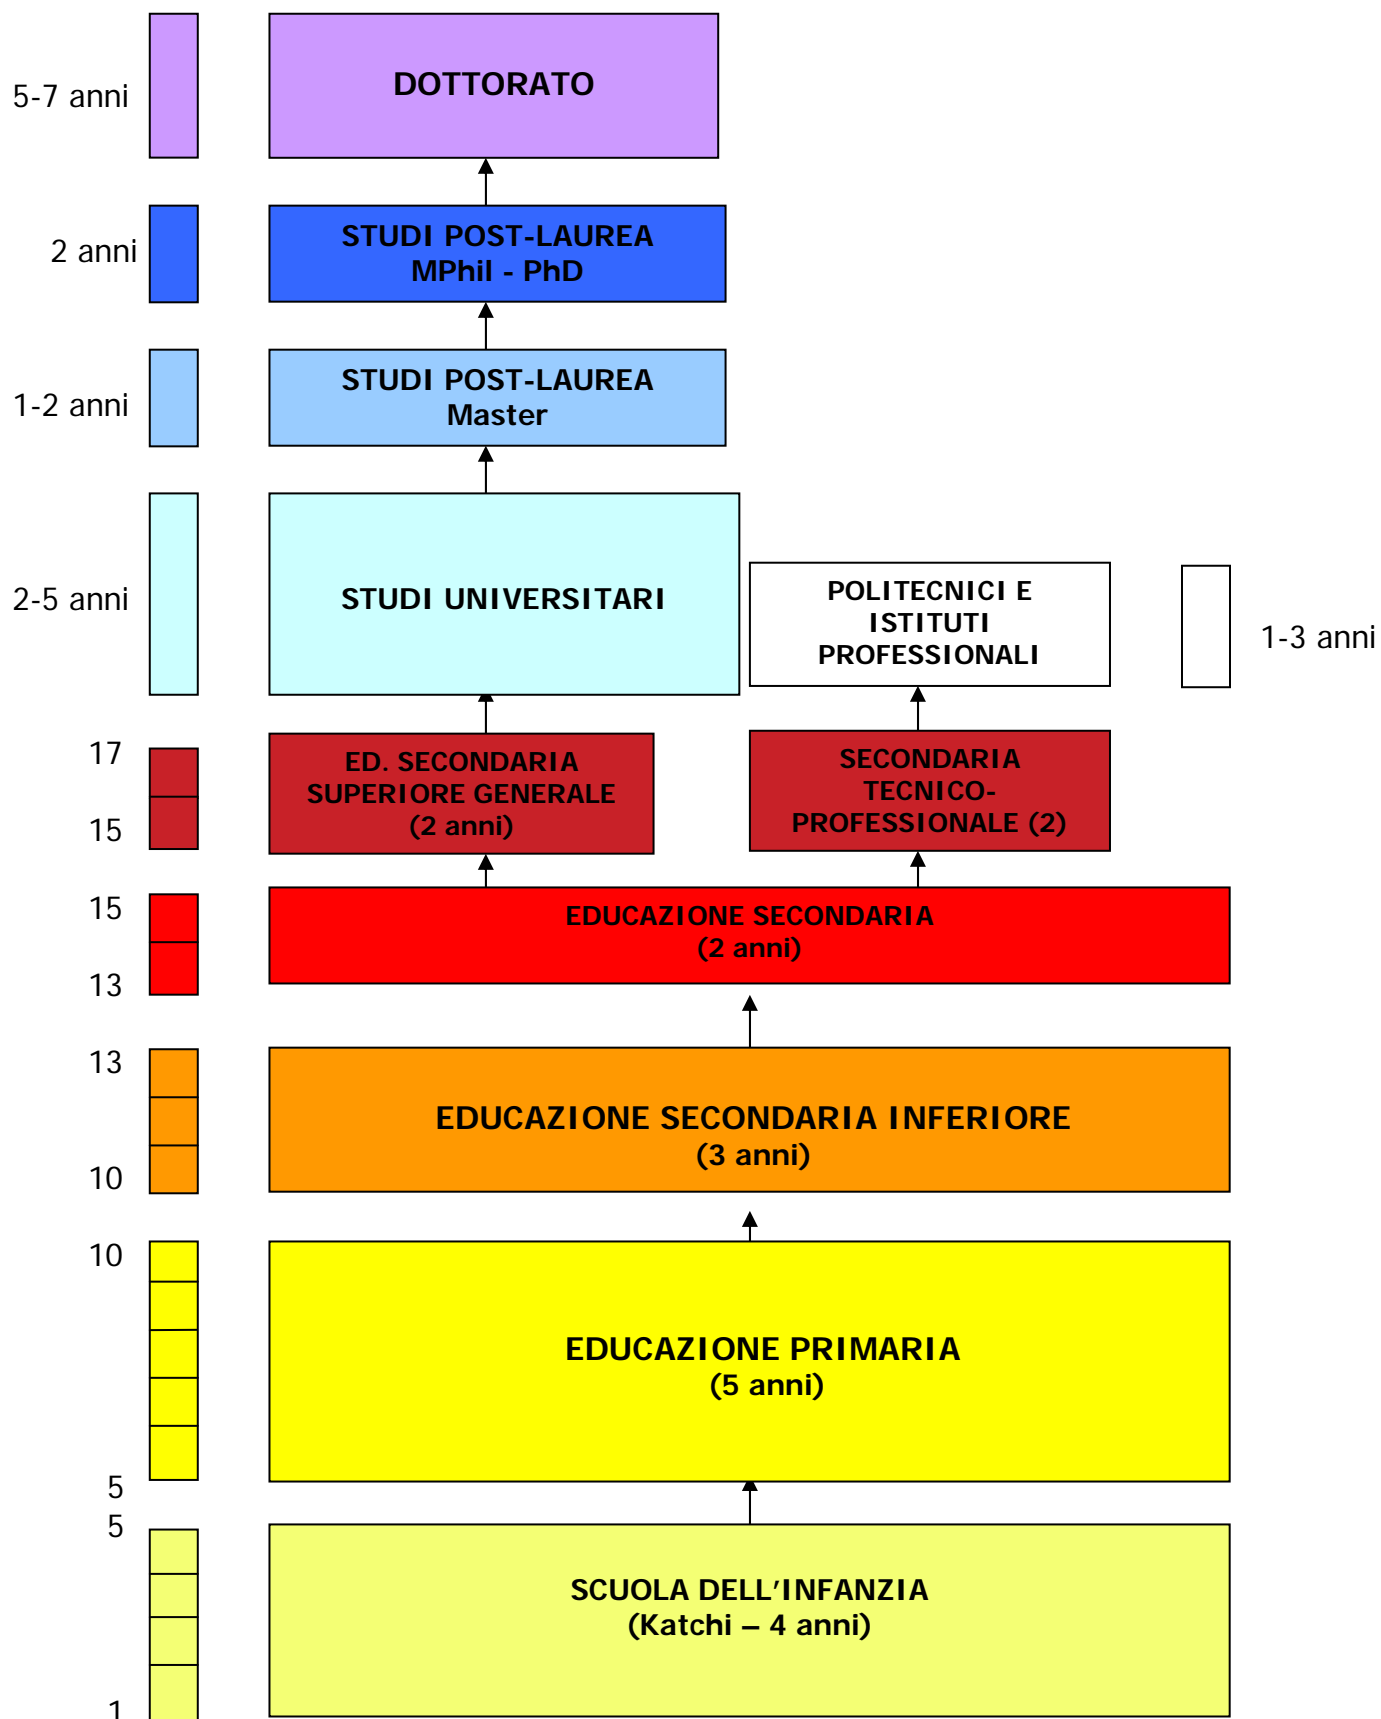 DOTTORATO
5-7 anni
STUDI POST-LAUREA
MPhil - PhD
2 anni
STUDI POST-LAUREA
Master
1-2 anni
STUDI UNIVERSITARI
2-5 anni
POLITECNICI E
ISTITUTI
PROFESSIONALI
1-3 anni
17
15
ED. SECONDARIA
SUPERIORE GENERALE
(2 anni)
SECONDARIA
TECNICO-
PROFESSIONALE (2)
15
13
EDUCAZIONE SECONDARIA
(2 anni)
13
10
EDUCAZIONE SECONDARIA INFERIORE
(3 anni)
10
5
EDUCAZIONE PRIMARIA
(5 anni)
5
1
SCUOLA DELL’INFANZIA
(Katchi – 4 anni)